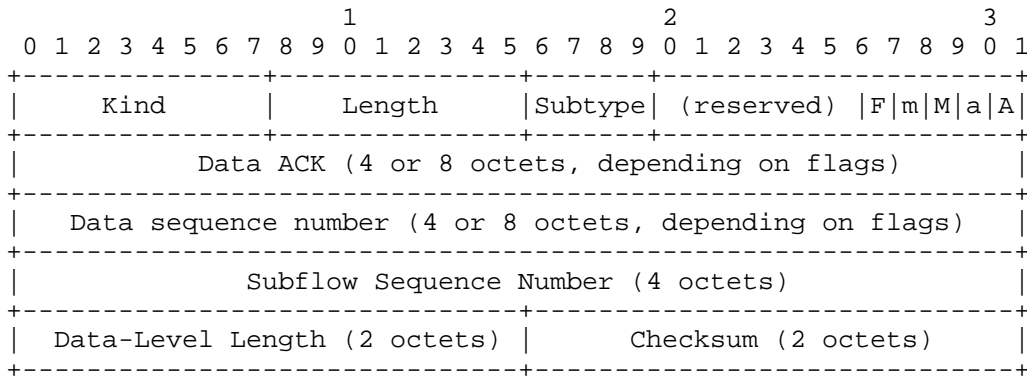 1                   2                   3
 0 1 2 3 4 5 6 7 8 9 0 1 2 3 4 5 6 7 8 9 0 1 2 3 4 5 6 7 8 9 0 1
+---------------+---------------+-------+----------------------+
|     Kind      |    Length     |Subtype| (reserved) |F|m|M|a|A|
+---------------+---------------+-------+----------------------+
|           Data ACK (4 or 8 octets, depending on flags)       |
+--------------------------------------------------------------+
|   Data sequence number (4 or 8 octets, depending on flags)   |
+--------------------------------------------------------------+
|              Subflow Sequence Number (4 octets)              |
+-------------------------------+------------------------------+
|  Data-Level Length (2 octets) |      Checksum (2 octets)     |
+-------------------------------+------------------------------+